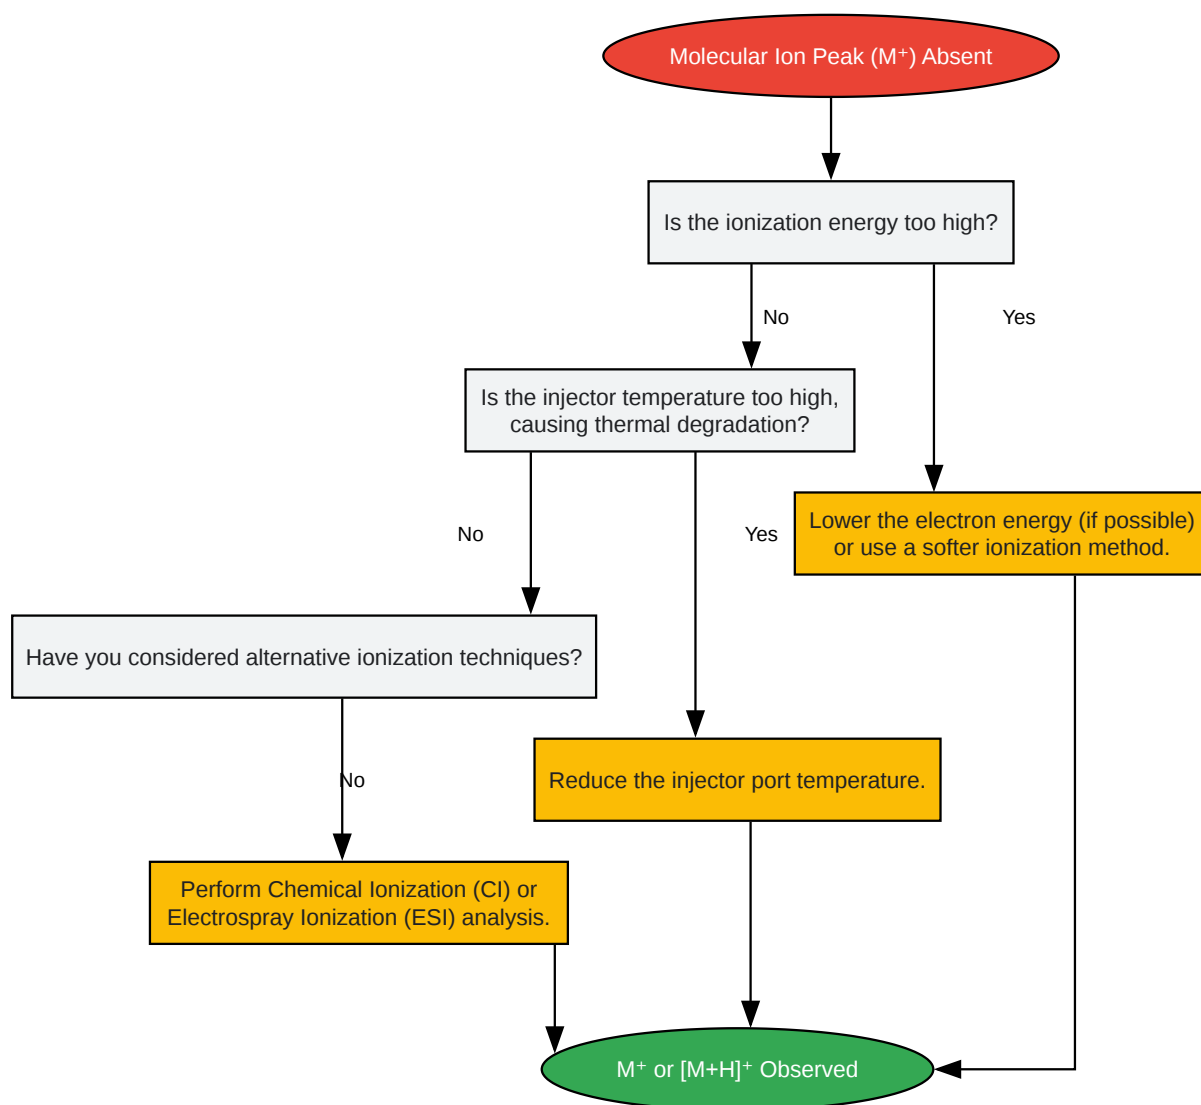 Molecular Ion Peak (M⁺) Absent
Is the ionization energy too high?
No
Yes
Is the injector temperature too high,
causing thermal degradation?
No
Yes
Lower the electron energy (if possible)
or use a softer ionization method.
Have you considered alternative ionization techniques?
No
Reduce the injector port temperature.
Perform Chemical Ionization (CI) or
Electrospray Ionization (ESI) analysis.
M⁺ or [M+H]⁺ Observed